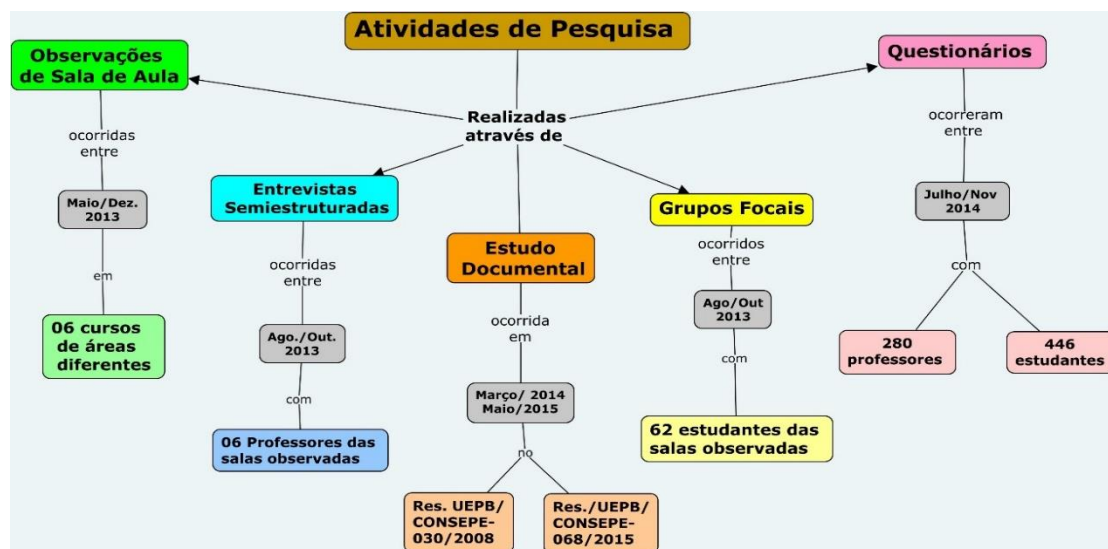 Atividades de Pesquisa
Realizadas
através de
Observações
de Sala de Aula
ocorridas
entre
Maio/Dez.
2013
em
06 cursos
de áreas
diferentes
Entrevistas
Semiestruturadas
ocorridas
entre
Ago./Out.
2013
com
06 Professores das
salas observadas
Estudo
Documental
ocorrida
em
Março/ 2014
Maio/2015
no
Res. UEPB/
CONSEPE-
030/2008
Res./UEPB/
CONSEPE-
068/2015
Grupos Focais
ocorridos
entre
Ago/Out
2013
com
62 estudantes das
salas observadas
Questionários
ocorreram
entre
Julho/Nov
2014
com
280
professores
446
estudantes